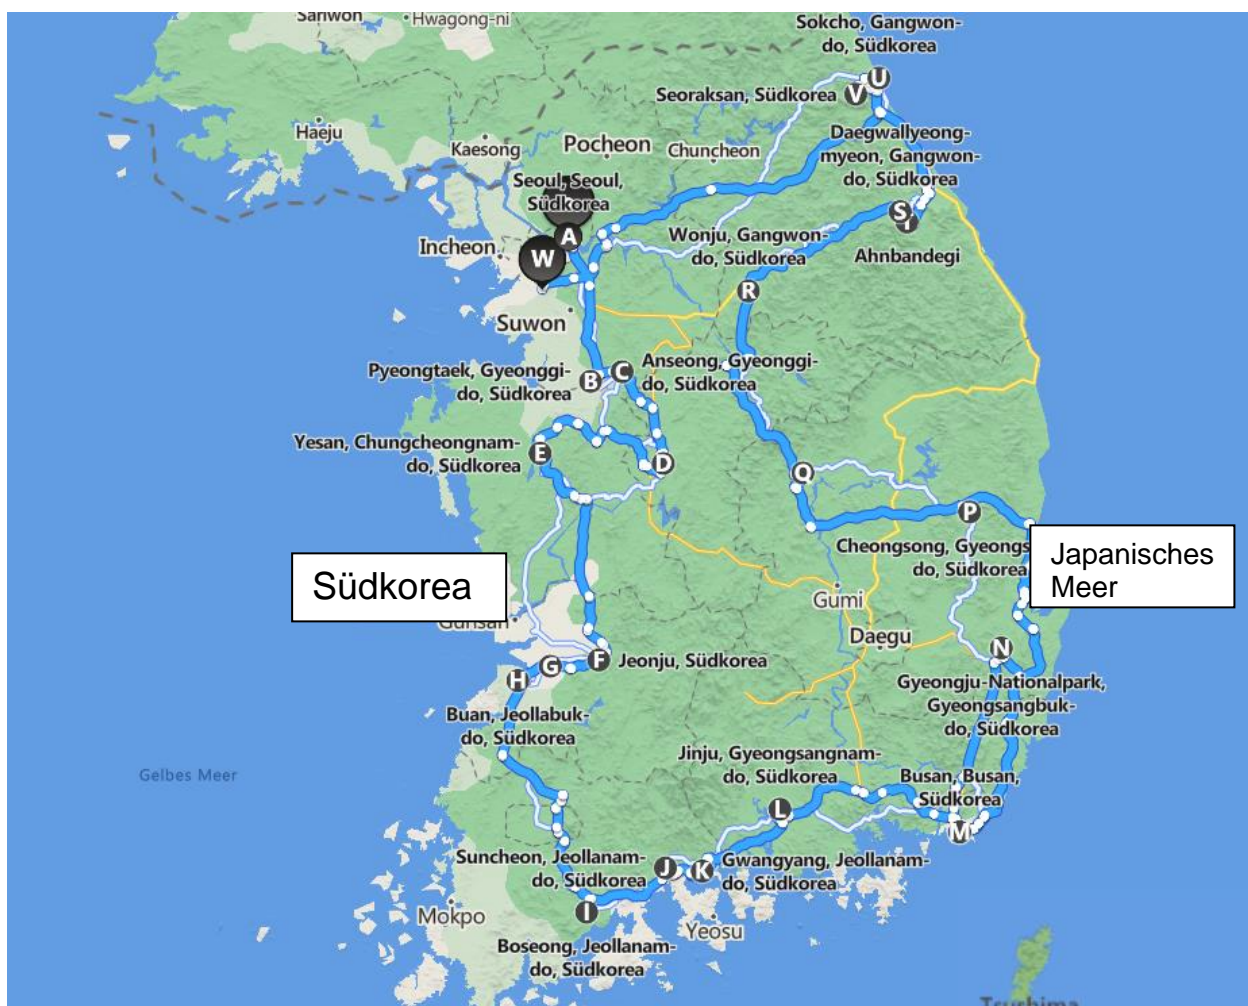 Sanwon
Hwagong-ni
Sokcho, Gangwon-
do, Südkorea
U
V
Seoraksan, Südkorea
Haeju
Kaesong
Pocheon
Chuncheon
Daegwallyeong-
myeon, Gangwon-
do, Südkorea
Seoul, Seoul,
Südkorea
A
S
T
Ahnbandegi
Incheon
W
Wonju, Gangwon-
do, Südkorea
R
Suwon
Pyeongtaek, Gyeonggi-
do, Südkorea
B
C
Anseong, Gyeonggi-
do, Südkorea
Yesan, Chungcheongnam-
do, Südkorea
E
D
Q
P
Cheongsong, Gyeongs
do, Südkorea
Japanisches
Meer
Südkorea
Gunsan
Gumi
Daegu
F
Jeonju, Südkorea
G
H
N
Gyeongju-Nationalpark,
Gyeongsangbuk-
do, Südkorea
Buan, Jeollabuk-
do, Südkorea
Jinju, Gyeongsangnam-
do, Südkorea
Busan, Busan,
Südkorea
Gelbes Meer
L
M
Suncheon, Jeollanam-
do, Südkorea
J
K
Gwangyang, Jeollanam-
do, Südkorea
Mokpo
I
Yeosu
Boseong, Jeollanam-
do, Südkorea
Tsushima